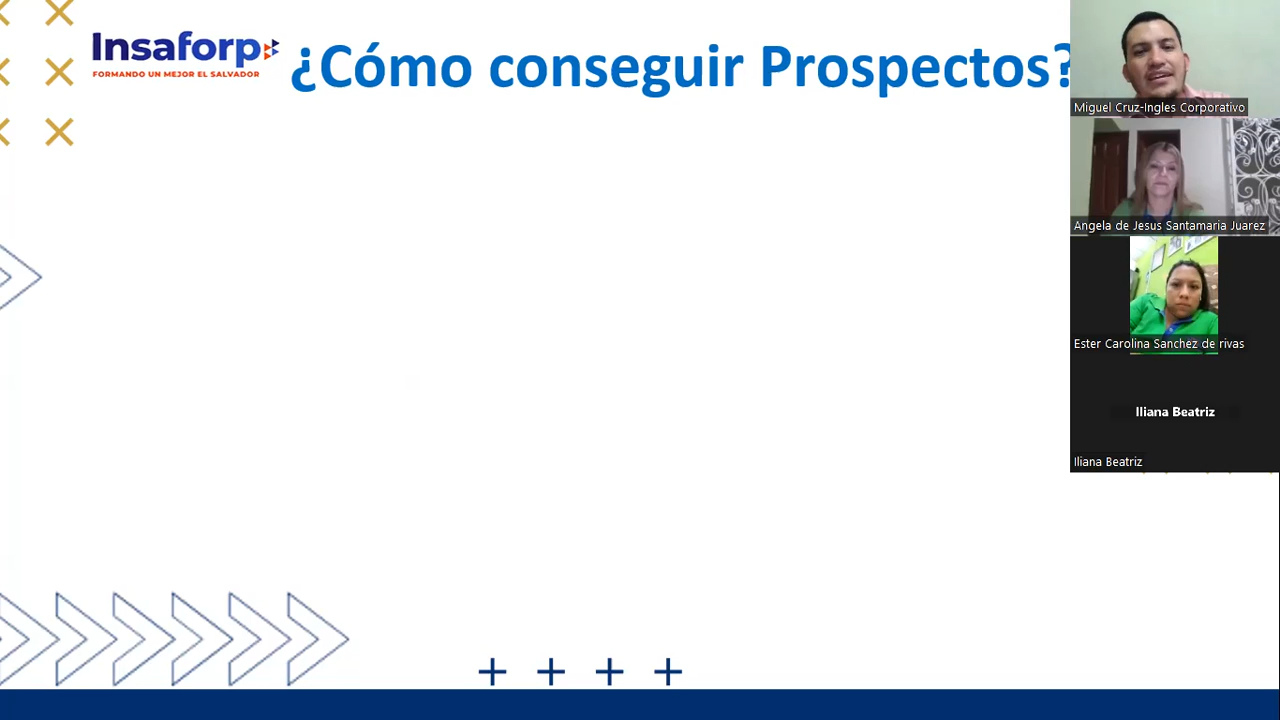 Insaforp
FORMANDO UN MEJOR EL SALVADOR
¿Cómo conseguir Prospectos?
Miguel Cruz-Ingles Corporativo
Angela de Jesus Santamaria Juarez
Ester Carolina Sanchez de rivas
Iliana Beatriz
Iliana Beatriz